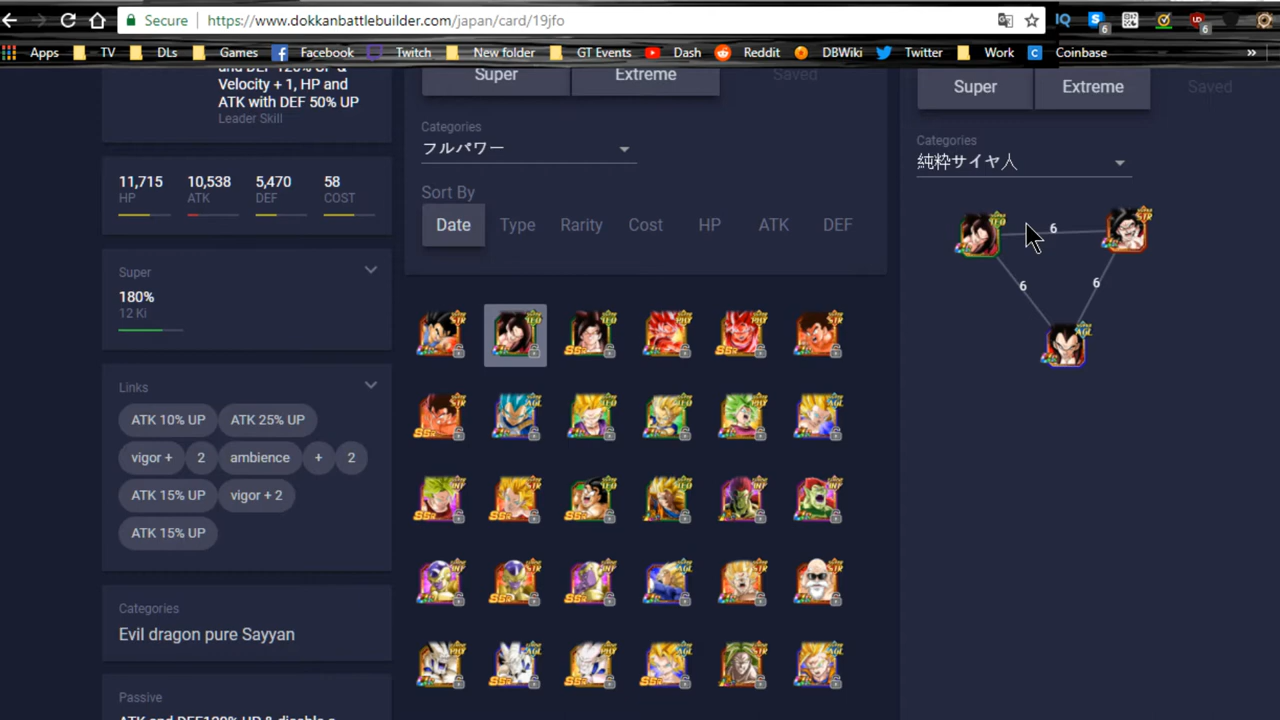 Secure https://www.dokkanbattlebuilder.com/japan/card/19jfo
Apps TV DLs Games Facebook Twitch New folder GT Events Dash Reddit DBWiki Twitter Work Coinbase »
and DEF 120% UP &
Velocity + 1, HP and
ATK with DEF 50% UP
Leader Skill
11,715 10,538 5,470 58
HP ATK DEF COST
Super
180%
12 Ki
Links
ATK 10% UP ATK 25% UP
vigor + 2 ambience + 2
ATK 15% UP vigor + 2
ATK 15% UP
Categories
Evil dragon pure Sayyan
Passive
ATK and DEF100% UP & disable a
Super Extreme Saved
Categories
フルパワー
Sort By
Date Type Rarity Cost HP ATK DEF
Super Extreme Saved
Categories
純粋サイヤ人
6
6 6